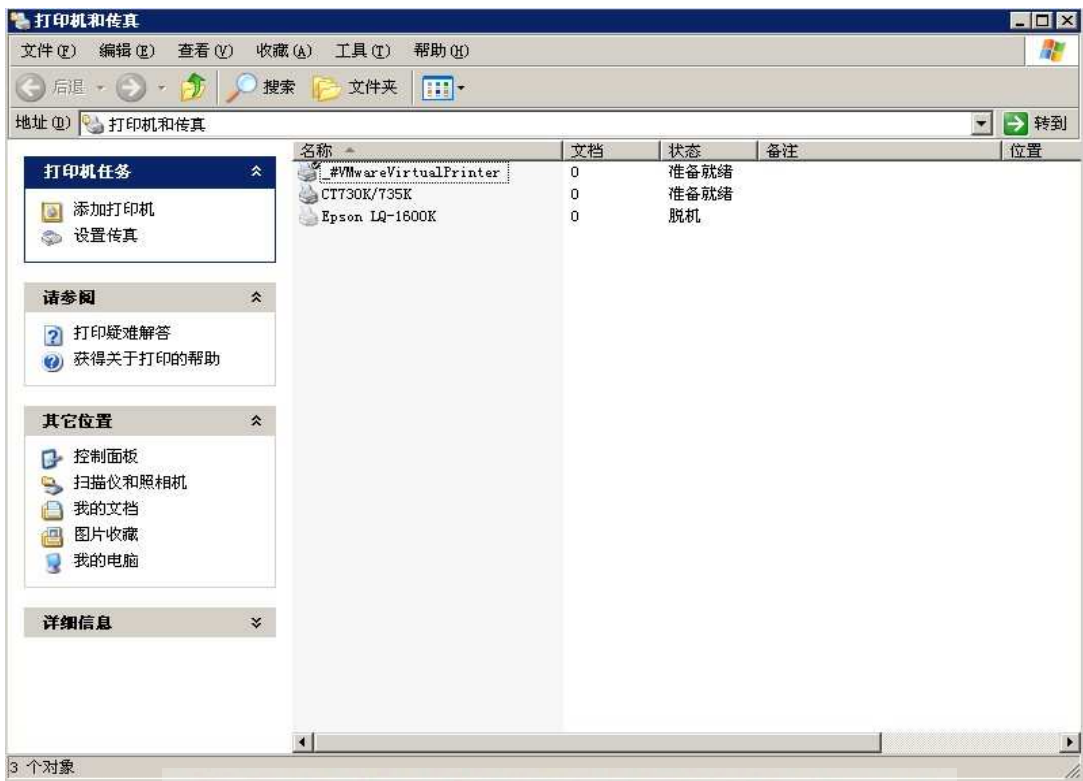 打印机和传真
文件(F) 编辑(E) 查看(V) 收藏(A) 工具(T) 帮助(H)
后退 搜索 文件夹
地址(D) 打印机和传真 转到
打印机任务
添加打印机
设置传真
请参阅
打印疑难解答
获得关于打印的帮助
其它位置
控制面板
扫描仪和照相机
我的文档
图片收藏
我的电脑
详细信息
名称 文档 状态 备注 位置
_#VMwareVirtualPrinter 0 准备就绪
CT730K/735K 0 准备就绪
Epson LQ-1600K 0 脱机
3 个对象